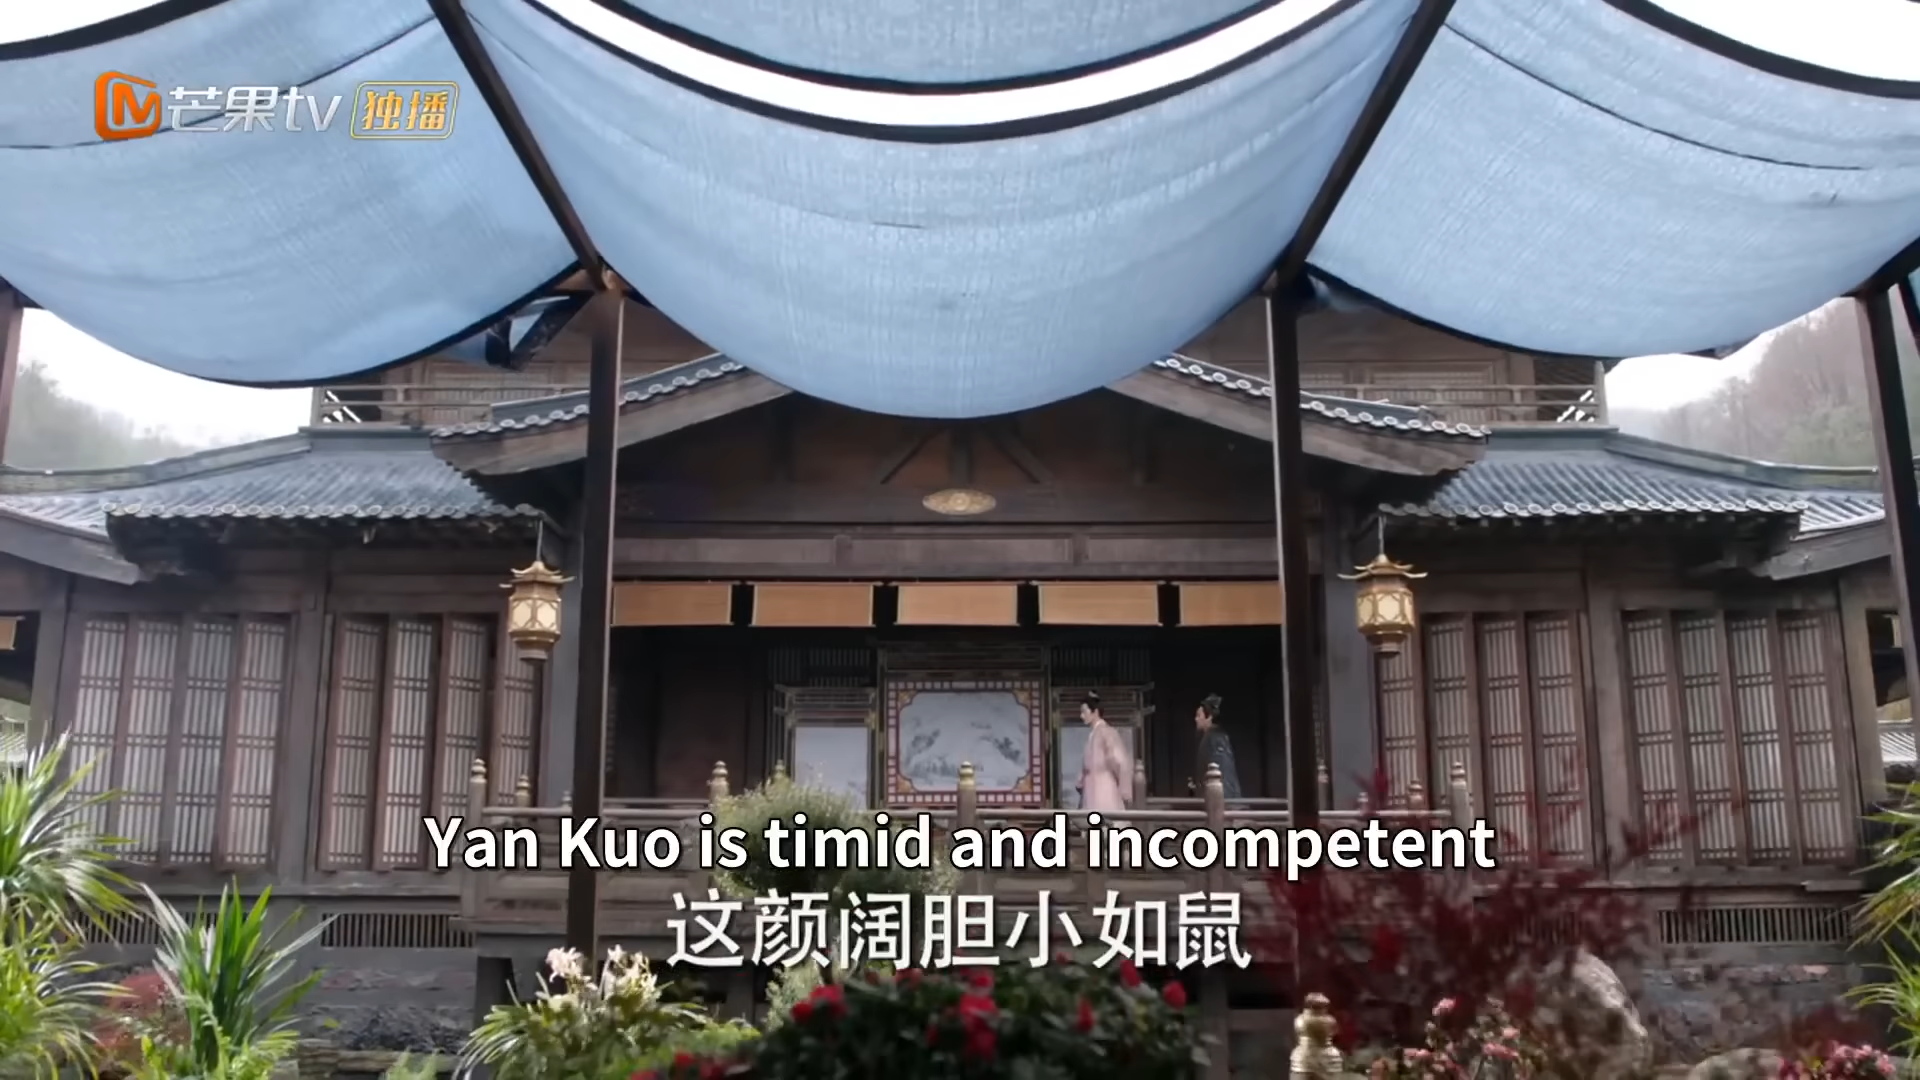 芒果tv 独播
Yan Kuo is timid and incompetent
这颜阔胆小如鼠